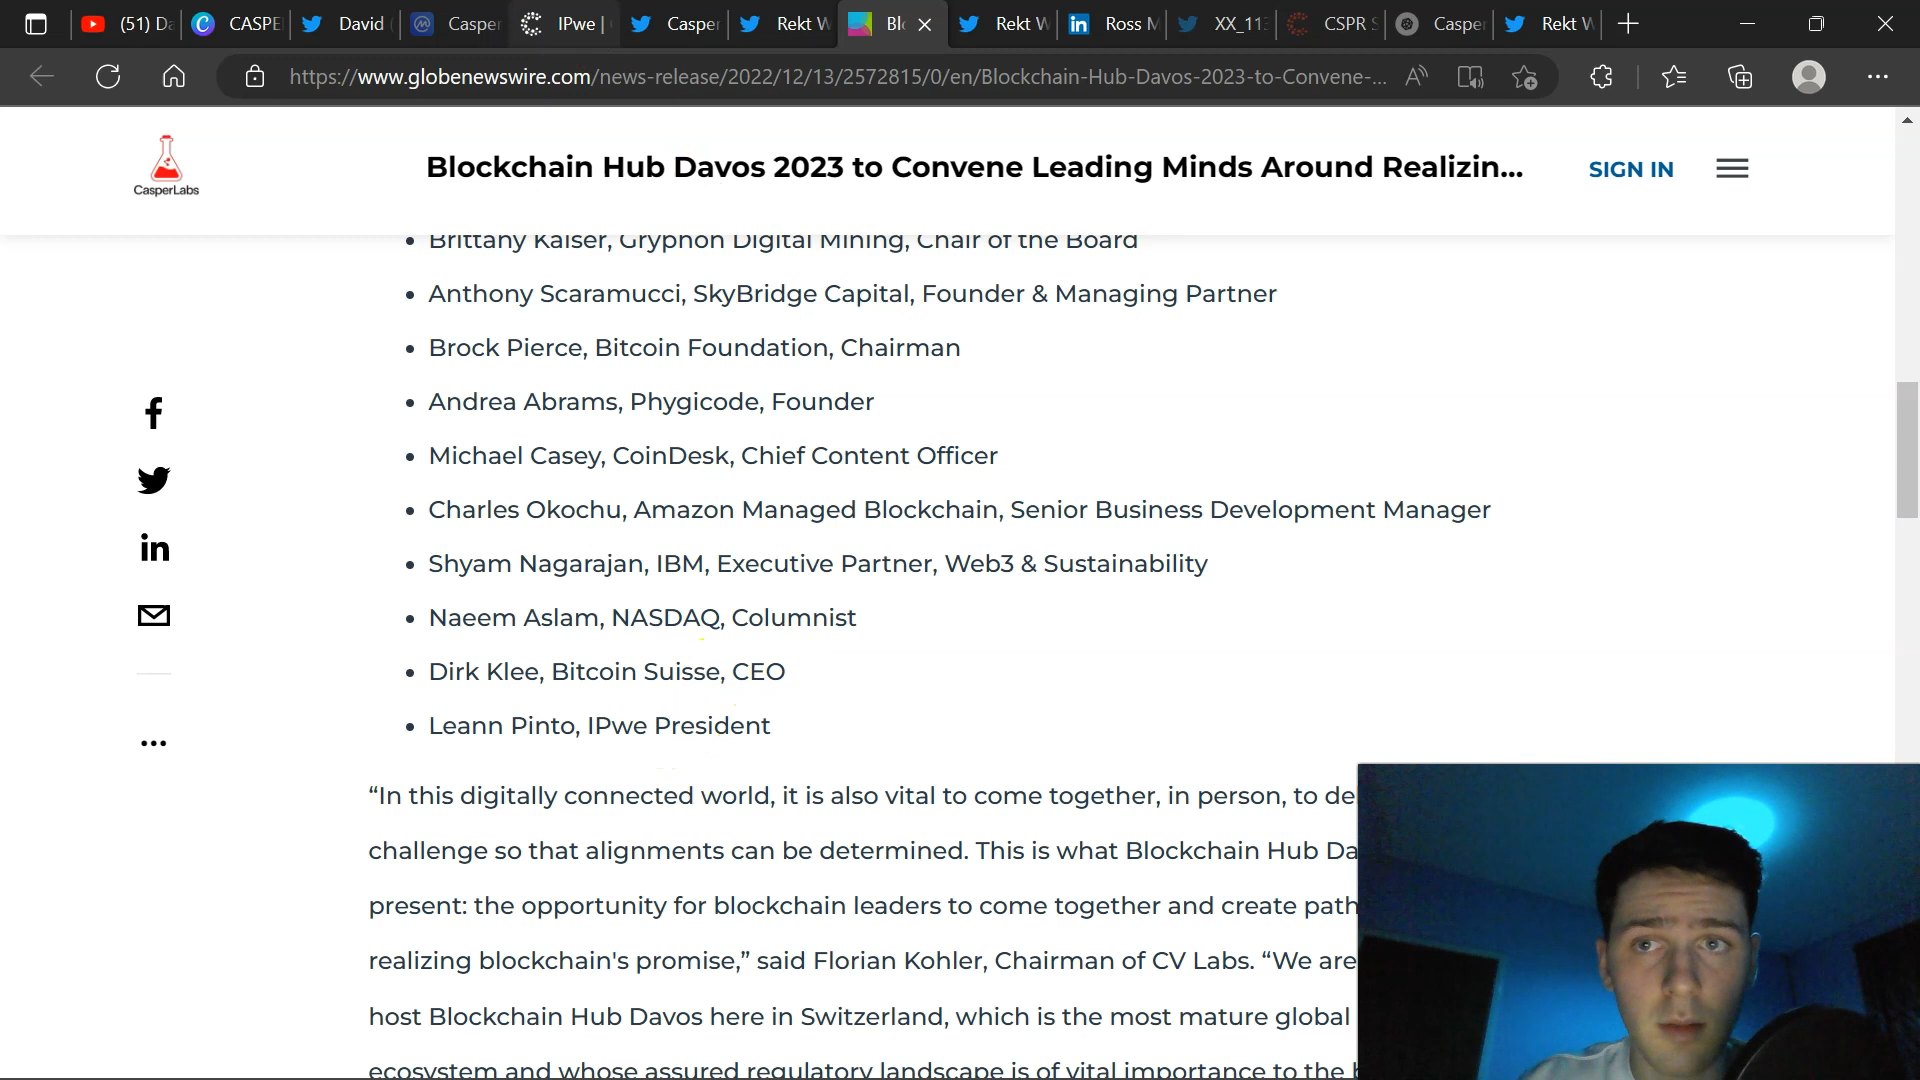 (51) Da
CASPE
David
Casper
IPwe |
Casper
Rekt W
Blo
Rekt W
Ross M
XX_113
CSPR S
Casper
Rekt W
https://www.globenewswire.com/news-release/2022/12/13/2572815/0/en/Blockchain-Hub-Davos-2023-to-Convene-...
CasperLabs
Blockchain Hub Davos 2023 to Convene Leading Minds Around Realizin...
SIGN IN
• Brittany Kaiser, Gryphon Digital Mining, Chair of the Board
• Anthony Scaramucci, SkyBridge Capital, Founder & Managing Partner
• Brock Pierce, Bitcoin Foundation, Chairman
• Andrea Abrams, Phygicode, Founder
• Michael Casey, CoinDesk, Chief Content Officer
• Charles Okochu, Amazon Managed Blockchain, Senior Business Development Manager
• Shyam Nagarajan, IBM, Executive Partner, Web3 & Sustainability
• Naeem Aslam, NASDAQ, Columnist
• Dirk Klee, Bitcoin Suisse, CEO
• Leann Pinto, IPwe President
“In this digitally connected world, it is also vital to come together, in person, to de
challenge so that alignments can be determined. This is what Blockchain Hub Da
present: the opportunity for blockchain leaders to come together and create path
realizing blockchain's promise,” said Florian Kohler, Chairman of CV Labs. “We are
host Blockchain Hub Davos here in Switzerland, which is the most mature global
ecosystem and whose assured regulatory landscape is of vital importance to the b